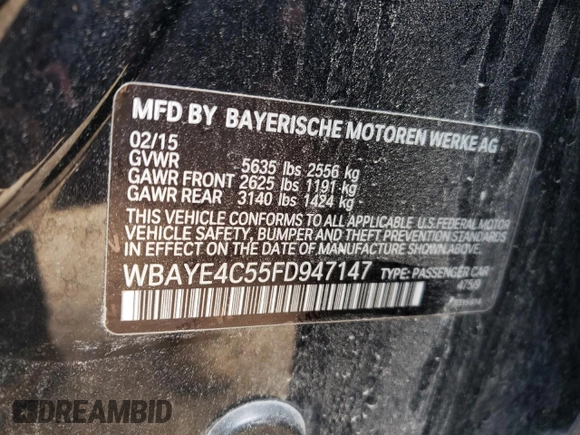 MFD BY BAYERISCHE MOTOREN WERKE AG
02/15
GVWR 5635 lbs 2556 kg
GAWR FRONT 2625 lbs 1191 kg
GAWR REAR 3140 lbs 1424 kg
THIS VEHICLE CONFORMS TO ALL APPLICABLE U.S. FEDERAL MOTOR
VEHICLE SAFETY, BUMPER AND THEFT PREVENTION STANDARDS
IN EFFECT ON THE DATE OF MANUFACTURE SHOWN ABOVE.
WBAYE4C55FD947147 TYPE: PASSENGER CAR
DREAMBID